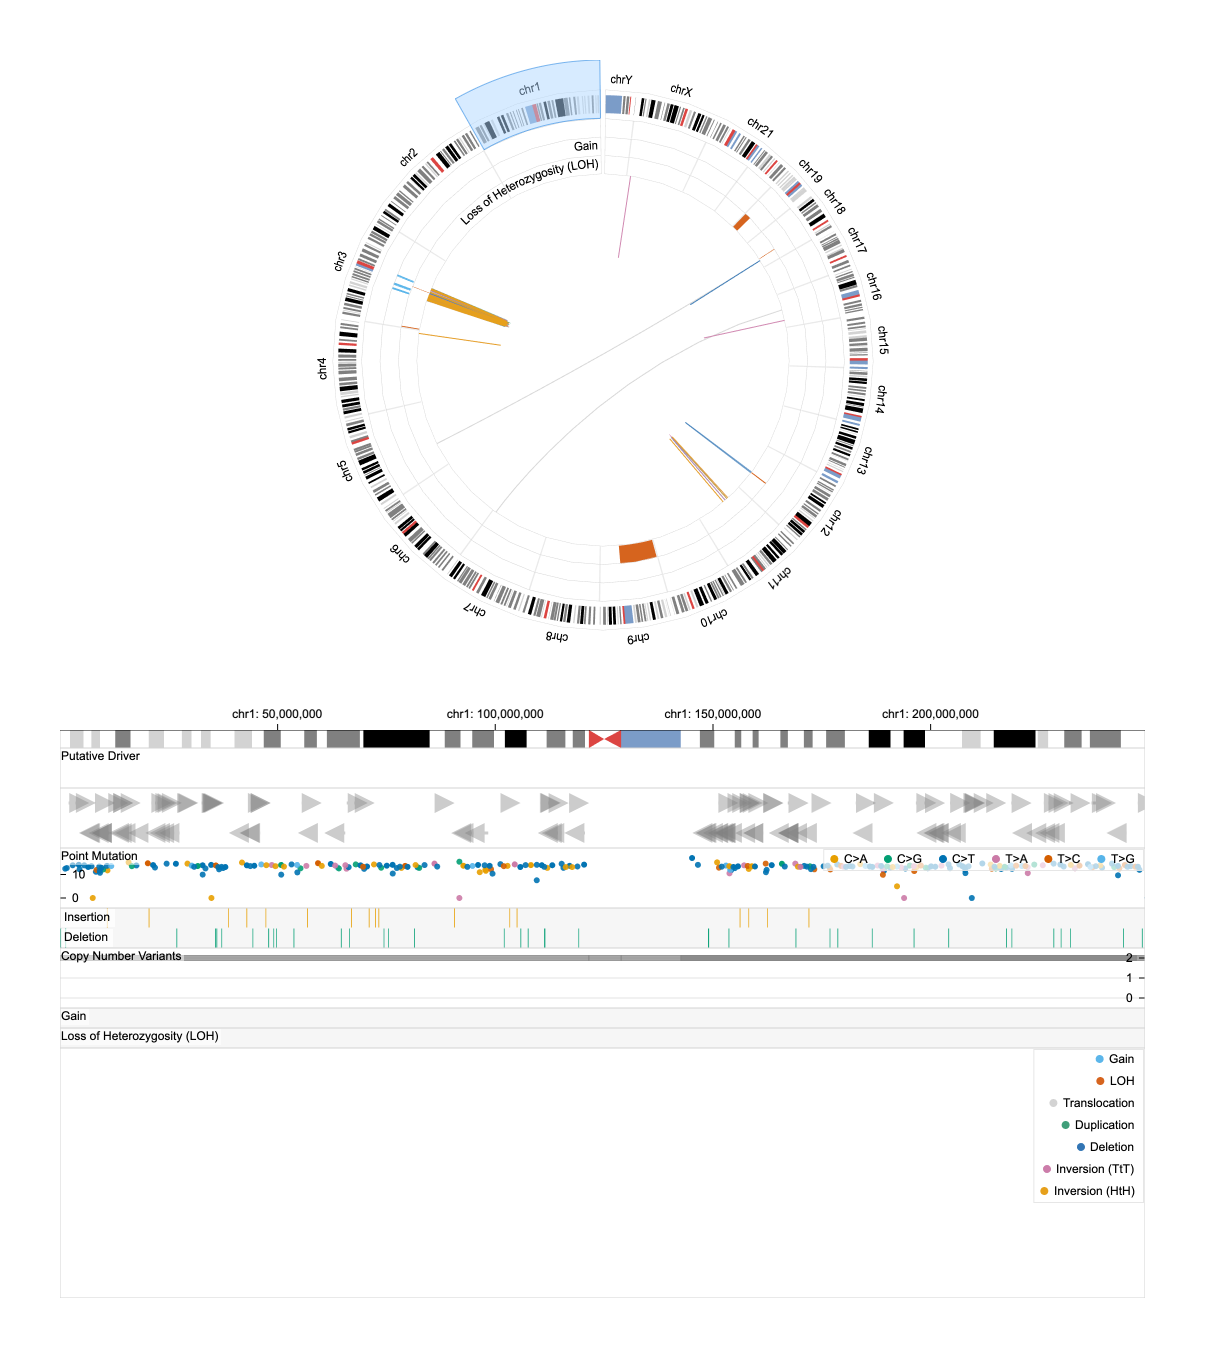 chr1
chrY
chrX
chr21
chr19
chr18
chr17
chr16
chr15
chr14
chr13
chr12
chr11
chr10
chr9
chr8
chr7
chr6
chr5
chr4
chr3
chr2
Gain
Loss of Heterozygosity (LOH)
chr1: 50,000,000 chr1: 100,000,000 chr1: 150,000,000 chr1: 200,000,000
Putative Driver
Point Mutation
C>A C>G C>T T>A T>C T>G
10
0
Insertion
Deletion
Copy Number Variants
2
1
0
Gain
Loss of Heterozygosity (LOH)
Gain
LOH
Translocation
Duplication
Deletion
Inversion (TtT)
Inversion (HtH)